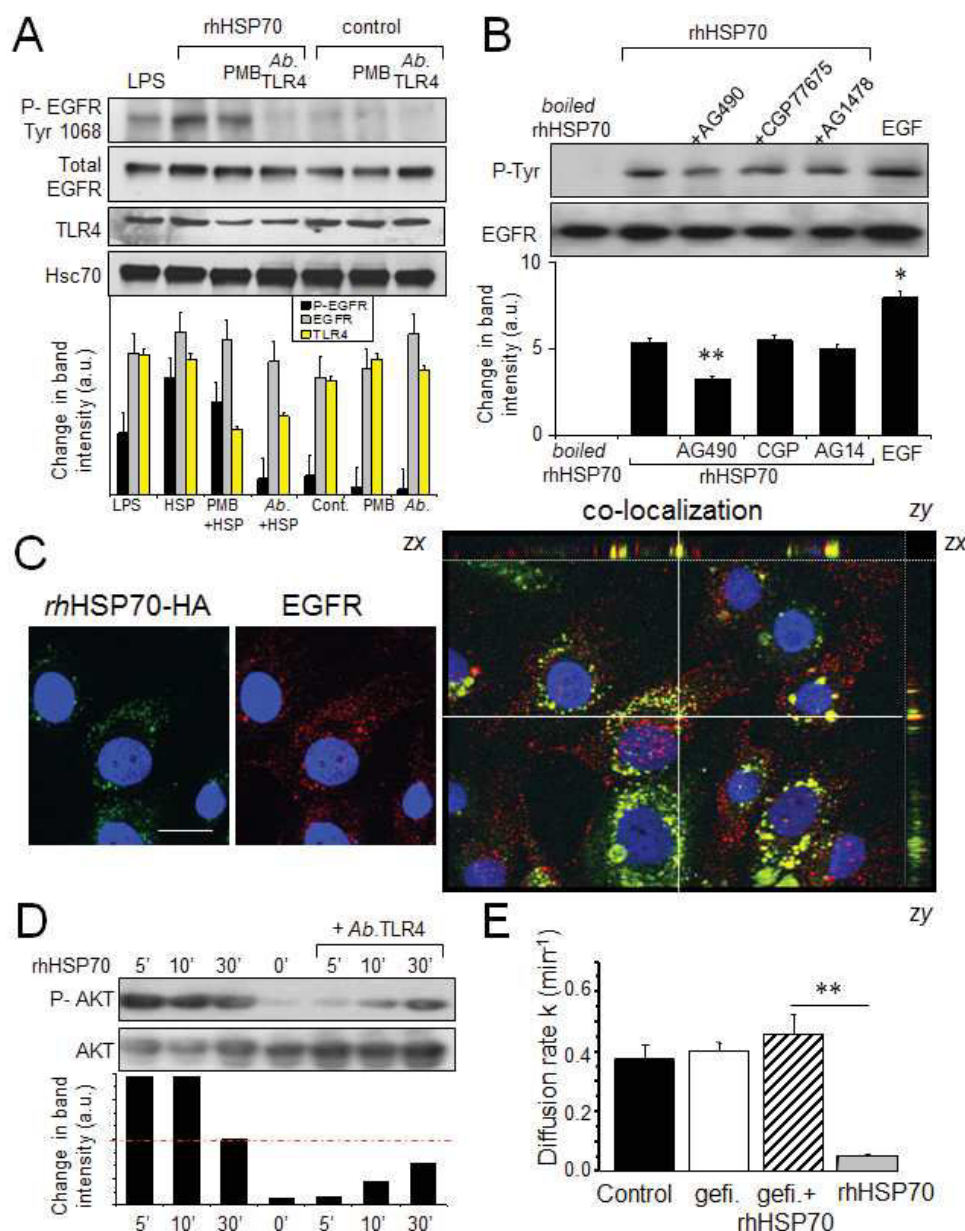 A
rhHSP70
control
LPS
PMB
Ab.
TLR4
PMB
Ab.
TLR4
P- EGFR
Tyr 1068
Total
EGFR
TLR4
Hsc70
P-EGFR
EGFR
TLR4
Change in band
intensity (a.u.)
LPS
HSP
PMB
+HSP
Ab.
+HSP
Cont.
PMB
Ab.
B
rhHSP70
boiled
rhHSP70
+AG490
+CGP77675
+AG1478
EGF
P-Tyr
EGFR
10
5
0
Change in band
intensity (a.u.)
**
*
boiled
rhHSP70
AG490
CGP
AG14
EGF
rhHSP70
C
rhHSP70-HA
EGFR
co-localization
zx
zy
zx
zy
D
+ Ab.TLR4
rhHSP70
5' 10' 30' 0' 5' 10' 30'
P- AKT
AKT
Change in band
intensity (a.u.)
5' 10' 30' 0' 5' 10' 30'
E
Diffusion rate k (min-1)
0.6
0.4
0.2
0.0
**
Control
gefi.
gefi.+
rhHSP70
rhHSP70